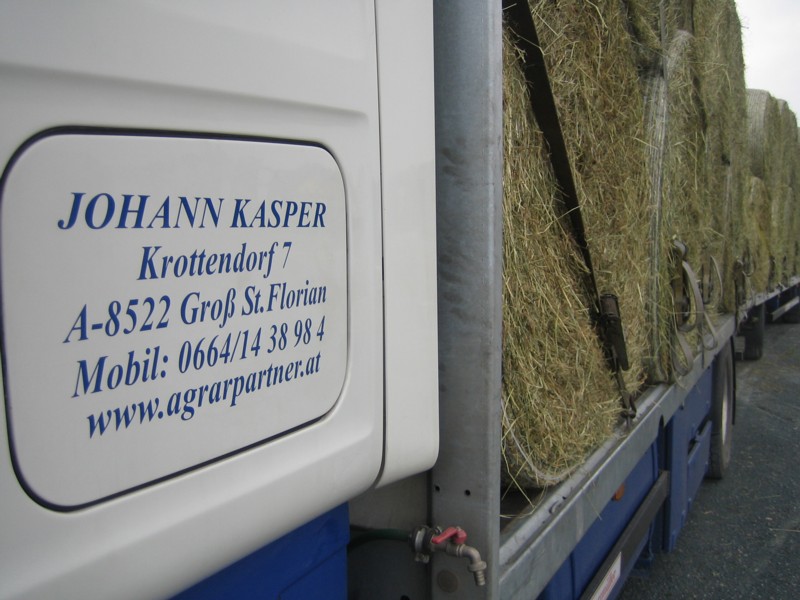 JOHANN KASPER
Krottendorf 7
A-8522 Groß St.Florian
Mobil: 0664/14 38 98 4
www.agrarpartner.at